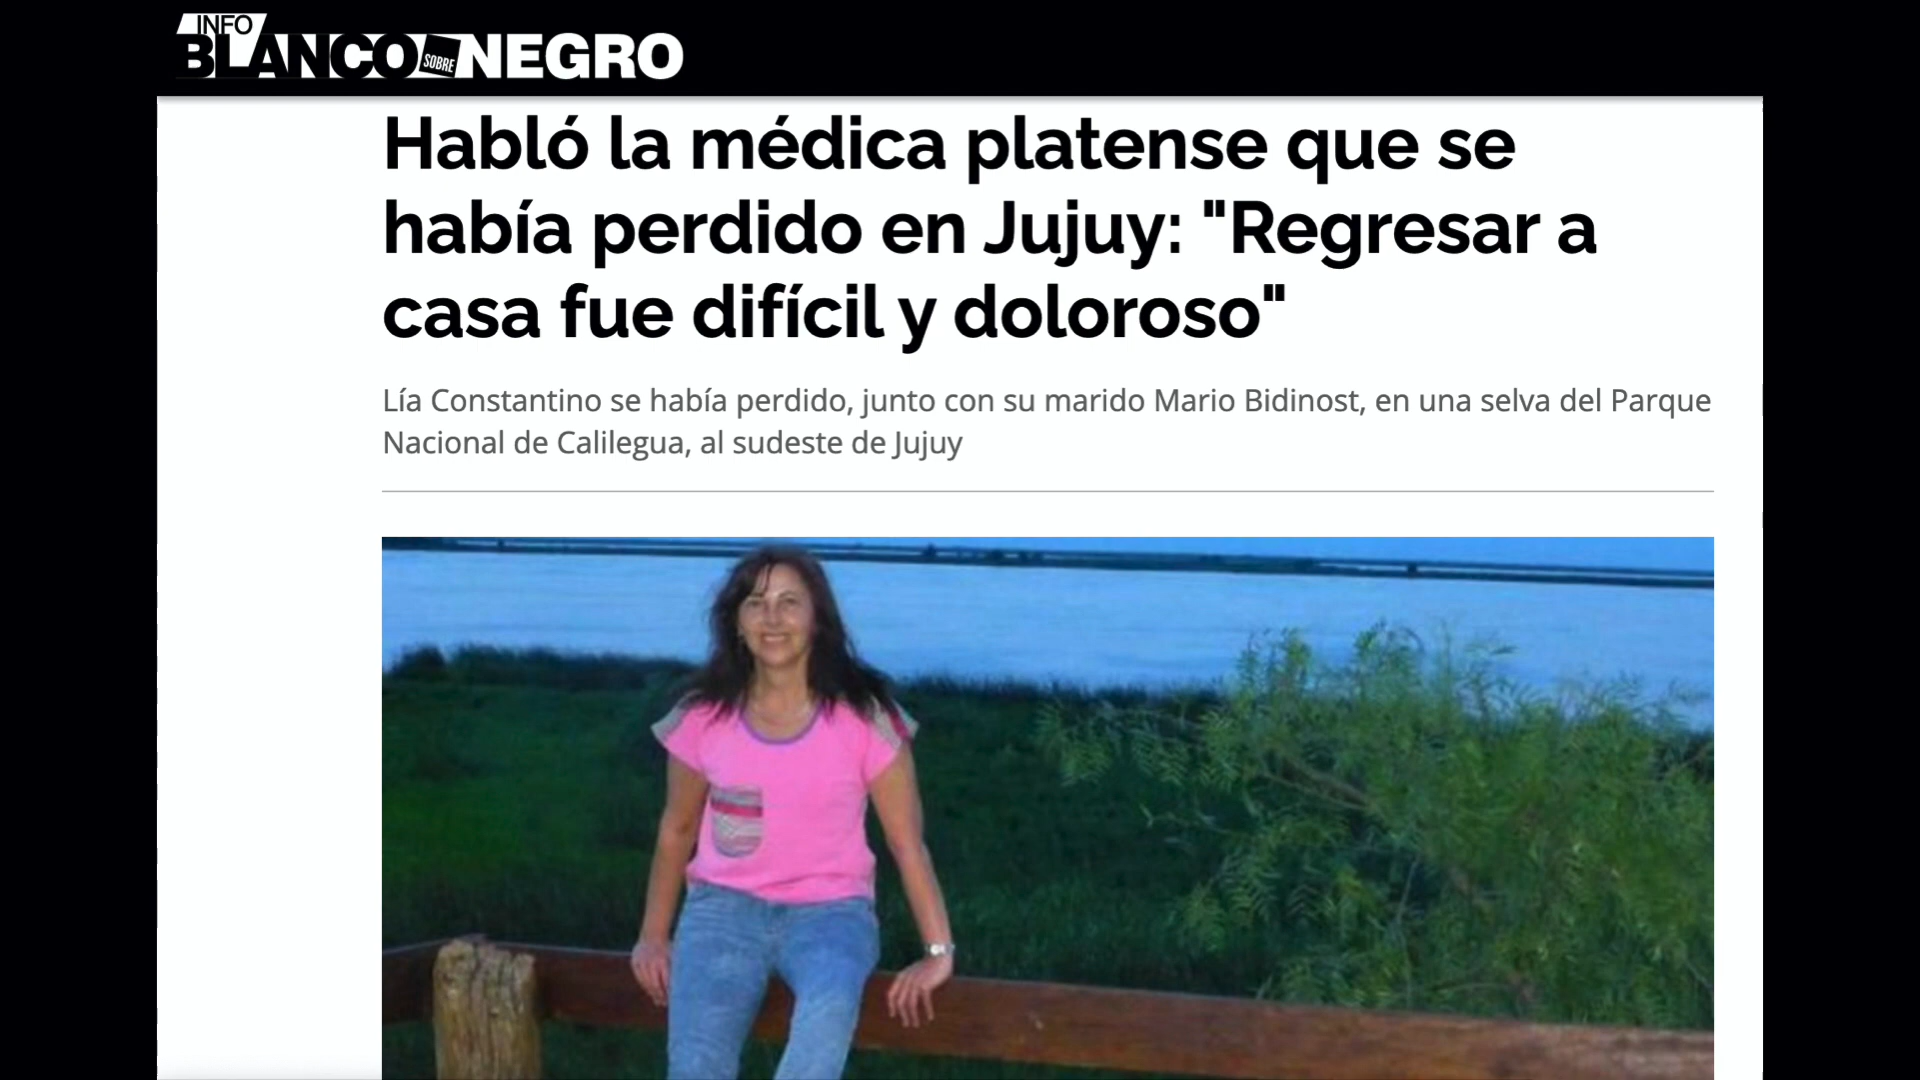 INFO
BLANCO SOBRE NEGRO
Habló la médica platense que se
había perdido en Jujuy: "Regresar a
casa fue difícil y doloroso"
Lía Constantino se había perdido, junto con su marido Mario Bidinost, en una selva del Parque
Nacional de Calilegua, al sudeste de Jujuy